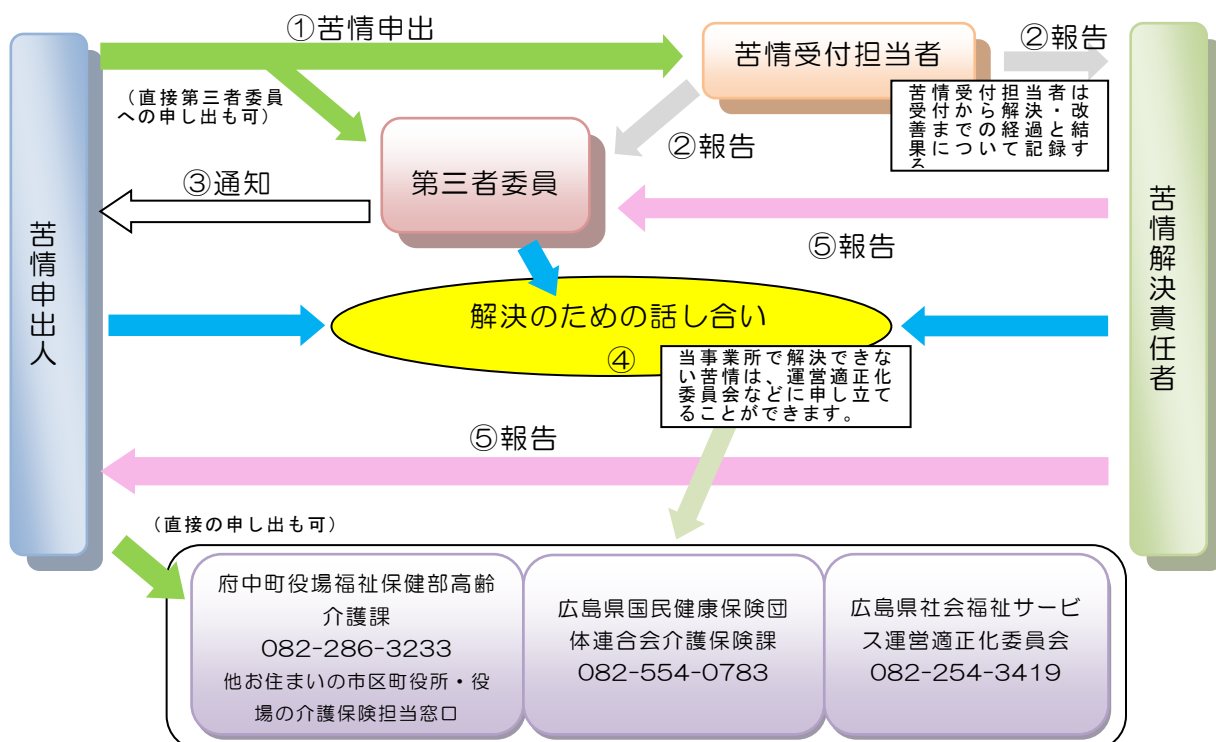 ①苦情申出
苦情受付担当者
②報告
苦情受付担当者は
受付から解決・改
善までの経過と結
果について記録す
る
（直接第三者委員
への申し出も可）
②報告
第三者委員
③通知
⑤報告
苦情申出人
苦情解決責任者
解決のための話し合い
④
当事業所で解決できな
い苦情は、運営適正化
委員会などに申し立て
ることができます。
⑤報告
（直接の申し出も可）
府中町役場福祉保健部高齢
介護課
082-286-3233
他お住まいの市区町役所・役
場の介護保険担当窓口
広島県国民健康保険団
体連合会介護保険課
082-554-0783
広島県社会福祉サービ
ス運営適正化委員会
082-254-3419